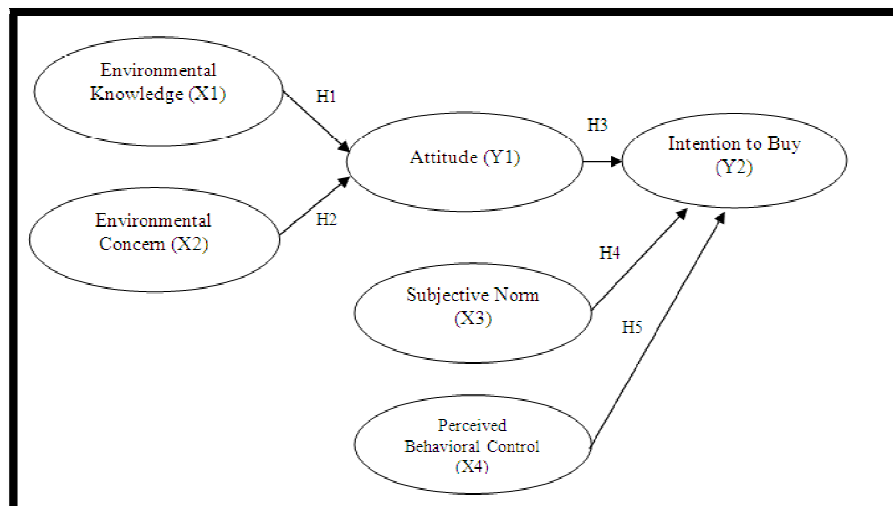 Environmental
Knowledge (X1)
H1
H3
Attitude (Y1)
Intention to Buy
(Y2)
Environmental
Concern (X2)
H2
H4
Subjective Norm
(X3)
H5
Perceived
Behavioral Control
(X4)